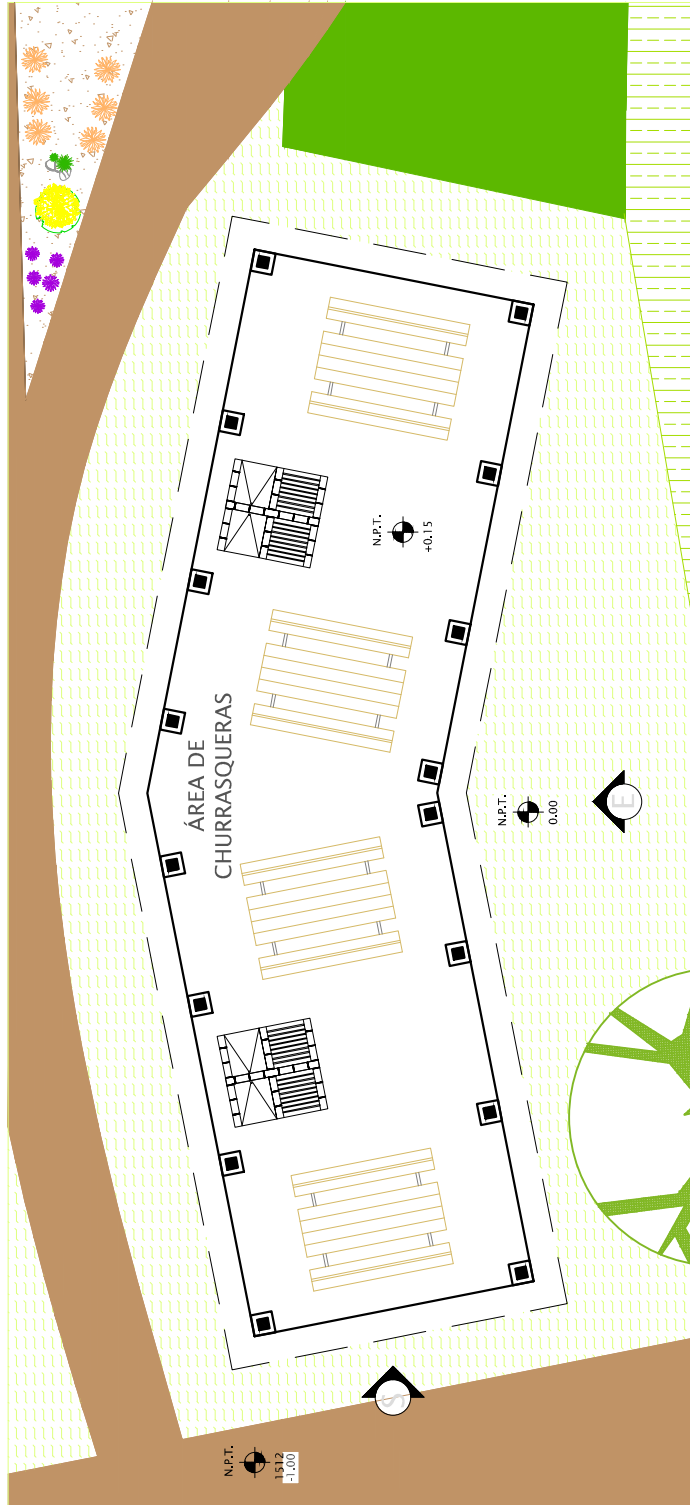 N.P.T.
+0.15
ÁREA DE
CHURRASQUERAS
N.P.T.
0.00
E
S
N.P.T.
1512
-1.00